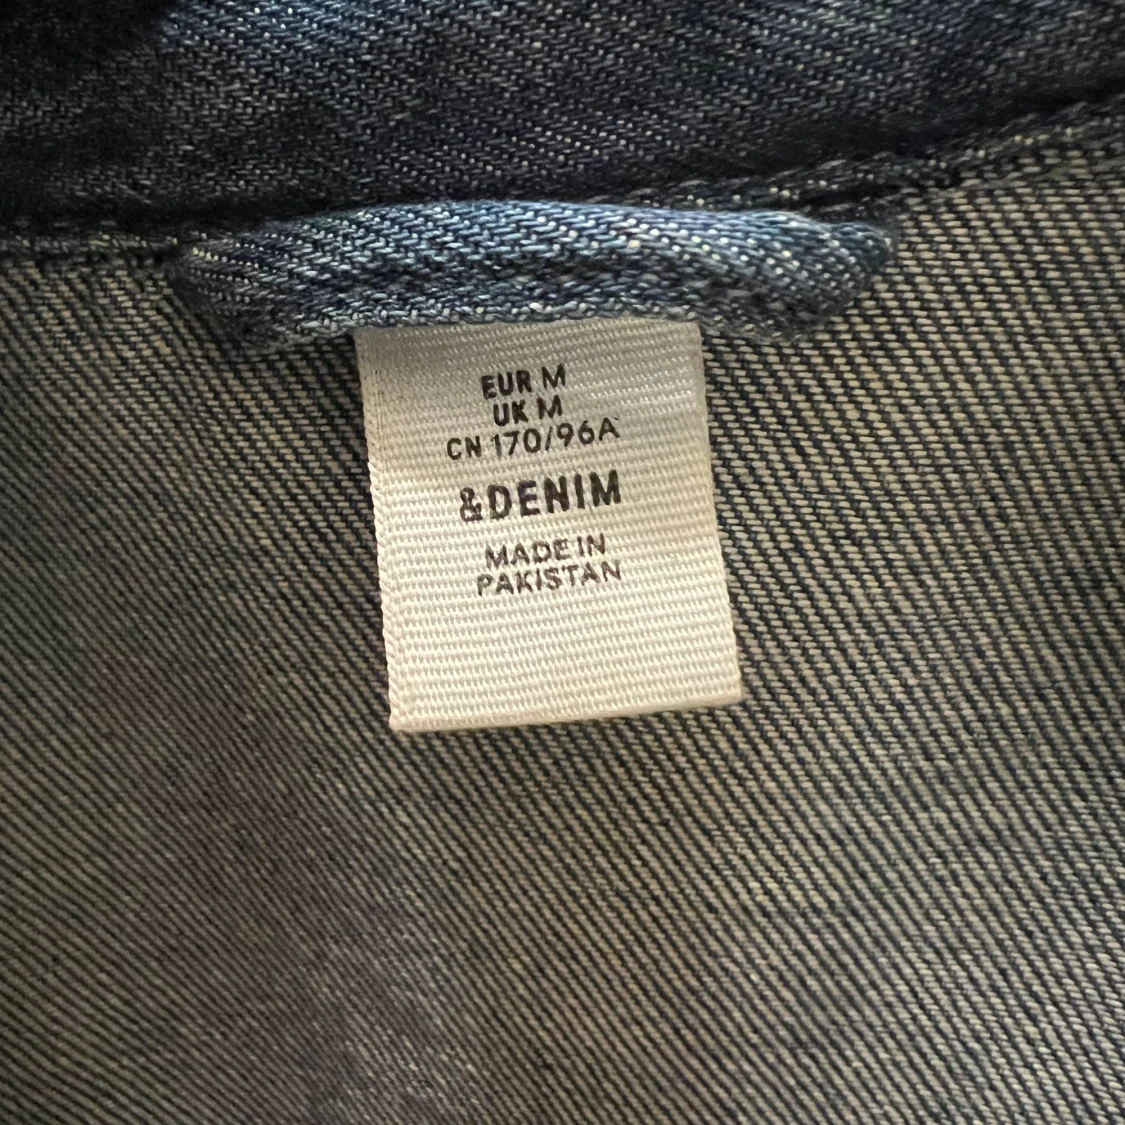 EUR M
UK M
CN 170/96A
&DENIM
MADE IN
PAKISTAN